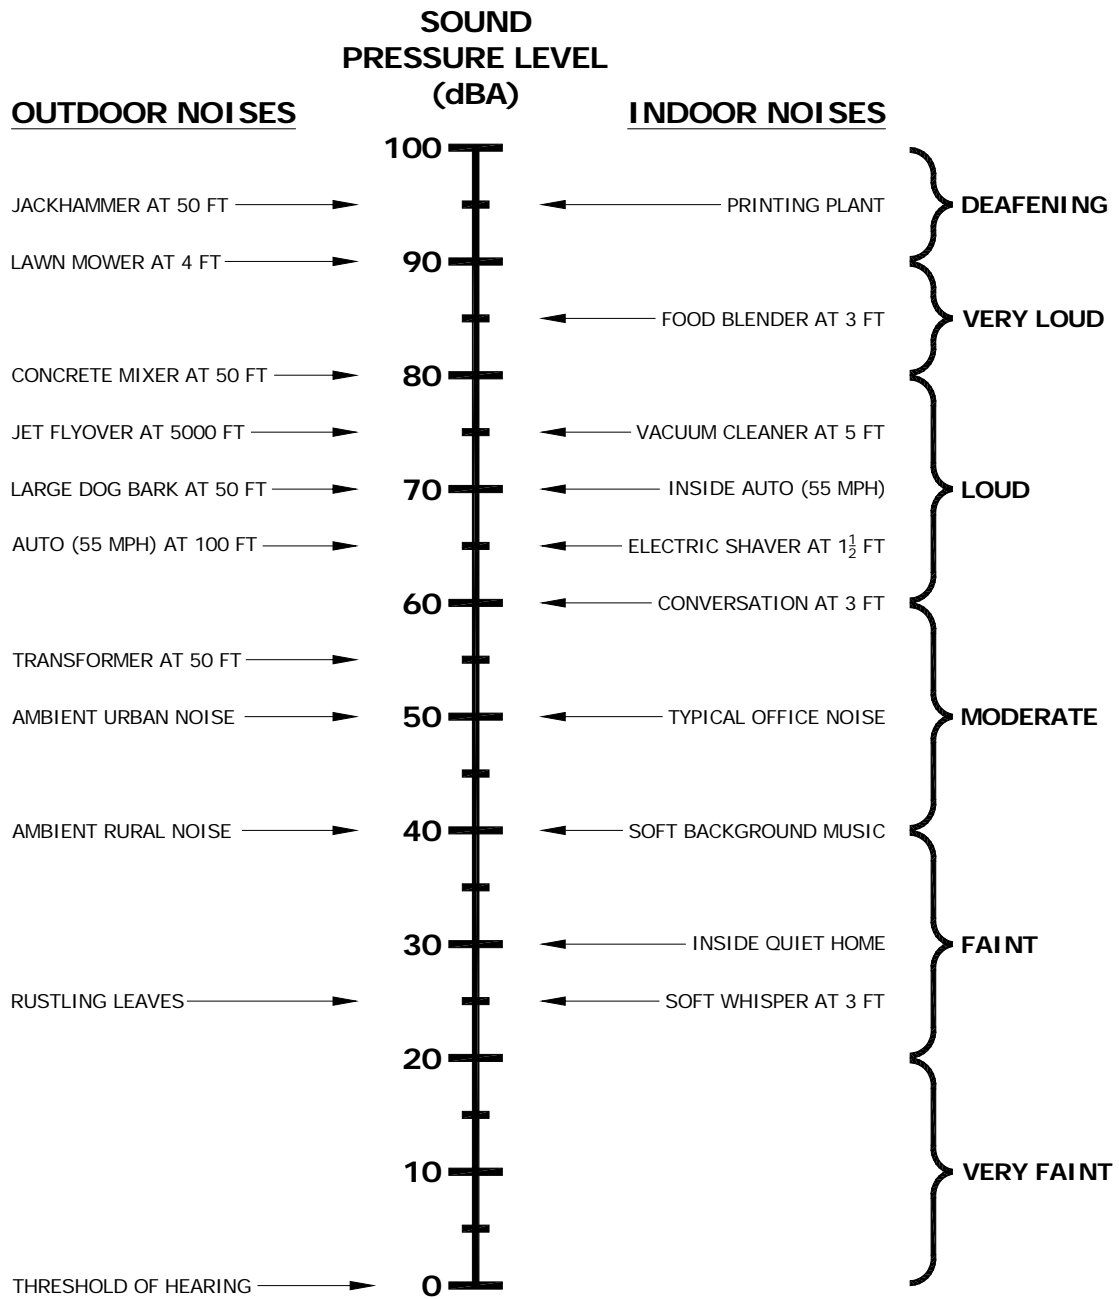 SOUND
PRESSURE LEVEL
(dBA)
OUTDOOR NOISES
INDOOR NOISES
100
JACKHAMMER AT 50 FT
PRINTING PLANT
DEAFENING
LAWN MOWER AT 4 FT
90
FOOD BLENDER AT 3 FT
VERY LOUD
CONCRETE MIXER AT 50 FT
80
JET FLYOVER AT 5000 FT
VACUUM CLEANER AT 5 FT
LARGE DOG BARK AT 50 FT
70
INSIDE AUTO (55 MPH)
LOUD
AUTO (55 MPH) AT 100 FT
ELECTRIC SHAVER AT 1½ FT
60
CONVERSATION AT 3 FT
TRANSFORMER AT 50 FT
AMBIENT URBAN NOISE
50
TYPICAL OFFICE NOISE
MODERATE
AMBIENT RURAL NOISE
40
SOFT BACKGROUND MUSIC
30
INSIDE QUIET HOME
FAINT
RUSTLING LEAVES
SOFT WHISPER AT 3 FT
20
10
VERY FAINT
THRESHOLD OF HEARING
0